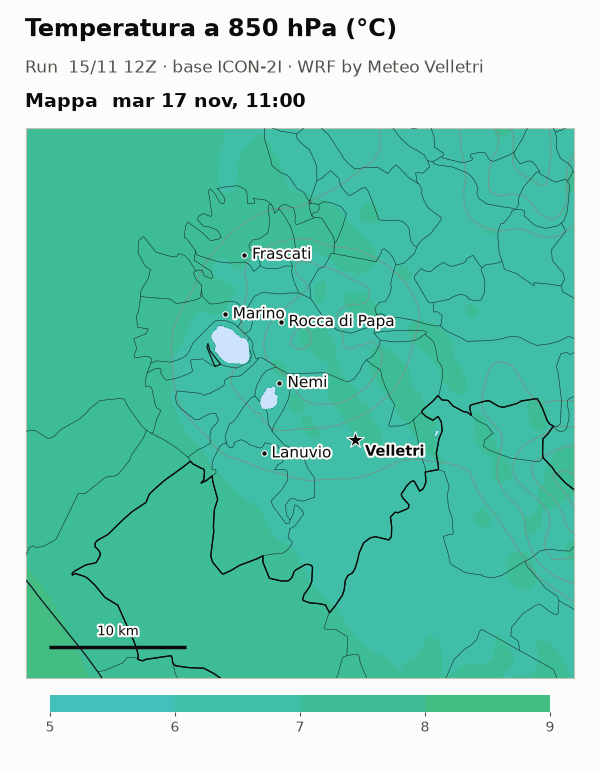 Temperatura a 850 hPa (°C)
Run 15/11 12Z · base ICON-2I · WRF by Meteo Velletri
Mappa mar 17 nov, 11:00
Frascati
Marino
Rocca di Papa
Nemi
Velletri
Lanuvio
10 km
5 6 7 8 9